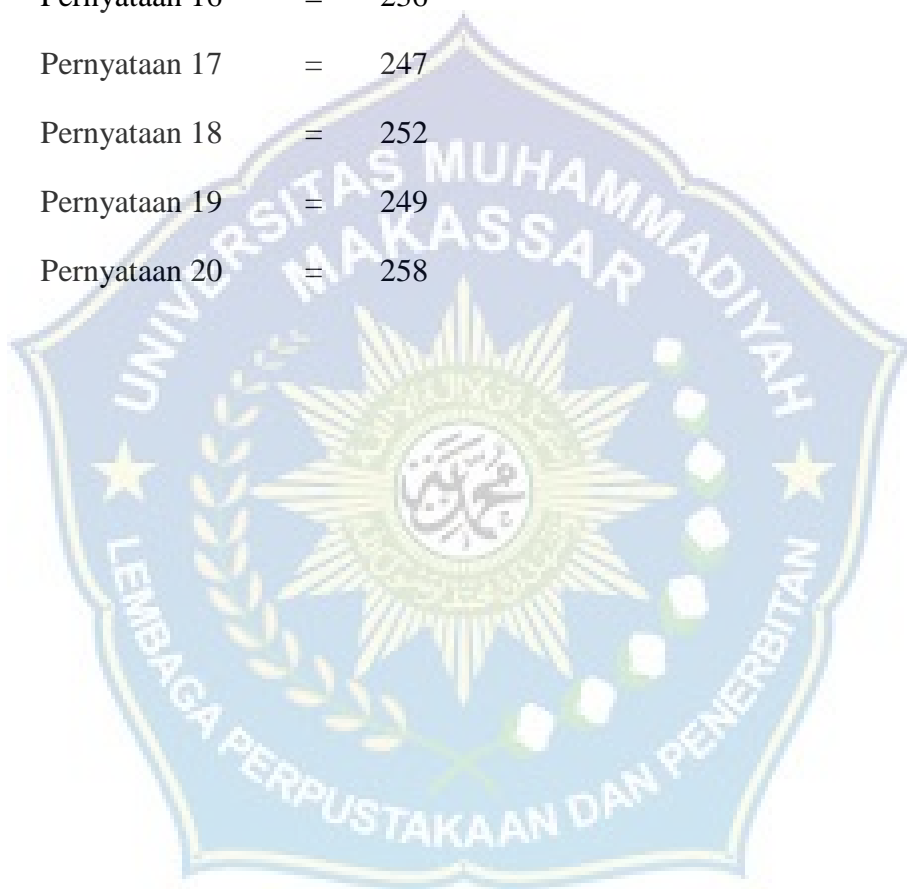 Pernyataan 17 = 247
Pernyataan 18 = 252
Pernyataan 19 = 249
Pernyataan 20 = 258
UNIVERSITAS MUHAMMADIYAH
MAKASSAR
LEMBAGA PERPUSTAKAAN DAN PENERBITAN